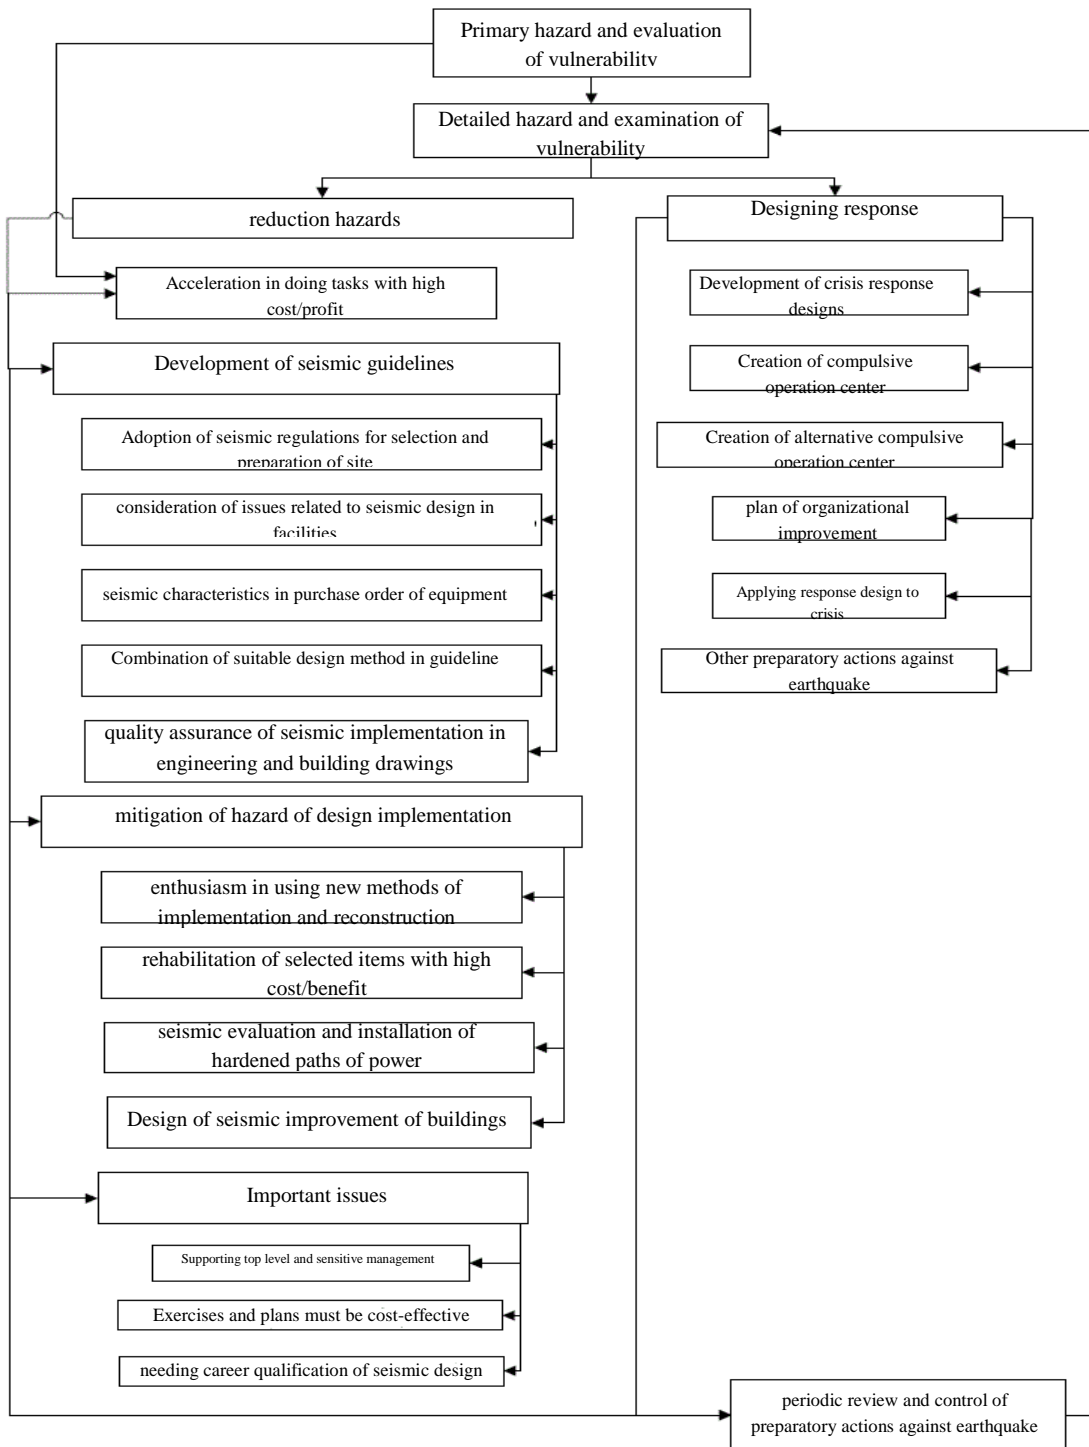 Primary hazard and evaluation
of vulnerability
Detailed hazard and examination of
vulnerability
reduction hazards
Acceleration in doing tasks with high
cost/profit
Development of seismic guidelines
Adoption of seismic regulations for selection and
preparation of site
consideration of issues related to seismic design in
facilities
seismic characteristics in purchase order of equipment
Combination of suitable design method in guideline
quality assurance of seismic implementation in
engineering and building drawings
mitigation of hazard of design implementation
enthusiasm in using new methods of
implementation and reconstruction
rehabilitation of selected items with high
cost/benefit
seismic evaluation and installation of
hardened paths of power
Design of seismic improvement of buildings
Important issues
Supporting top level and sensitive management
Exercises and plans must be cost-effective
needing career qualification of seismic design
Designing response
Development of crisis response
designs
Creation of compulsive
operation center
Creation of alternative compulsive
operation center
plan of organizational
improvement
Applying response design to
crisis
Other preparatory actions against
earthquake
periodic review and control of
preparatory actions against earthquake